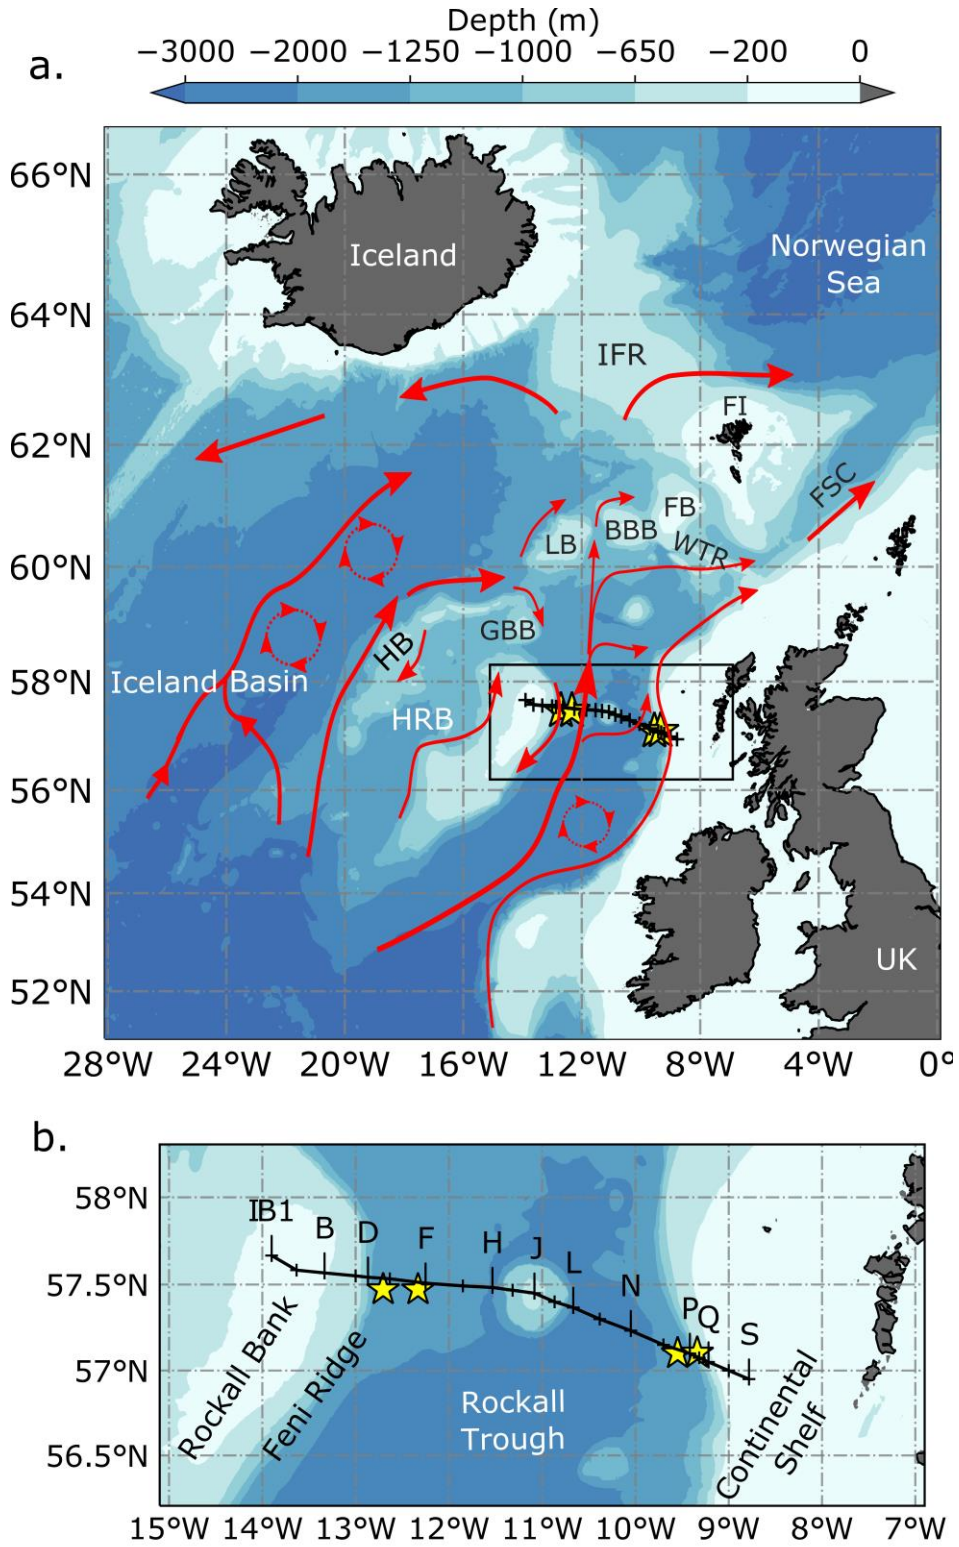 Depth (m)
a.
−3000 −2000 −1250 −1000 −650 −200 0
66°N
Iceland
Norwegian
Sea
64°N
IFR
FI
62°N
FSC
FB
BBB
LB
WTR
60°N
GBB
HB
58°N
Iceland Basin
HRB
56°N
54°N
UK
52°N
28°W 24°W 20°W 16°W 12°W 8°W 4°W 0°
b.
58°N
IB1
B
D
F
H
J
L
57.5°N
N
P
Q
S
57°N
Rockall Bank
Feni Ridge
Rockall
Trough
Continental
Shelf
56.5°N
15°W 14°W 13°W 12°W 11°W 10°W 9°W 8°W 7°W